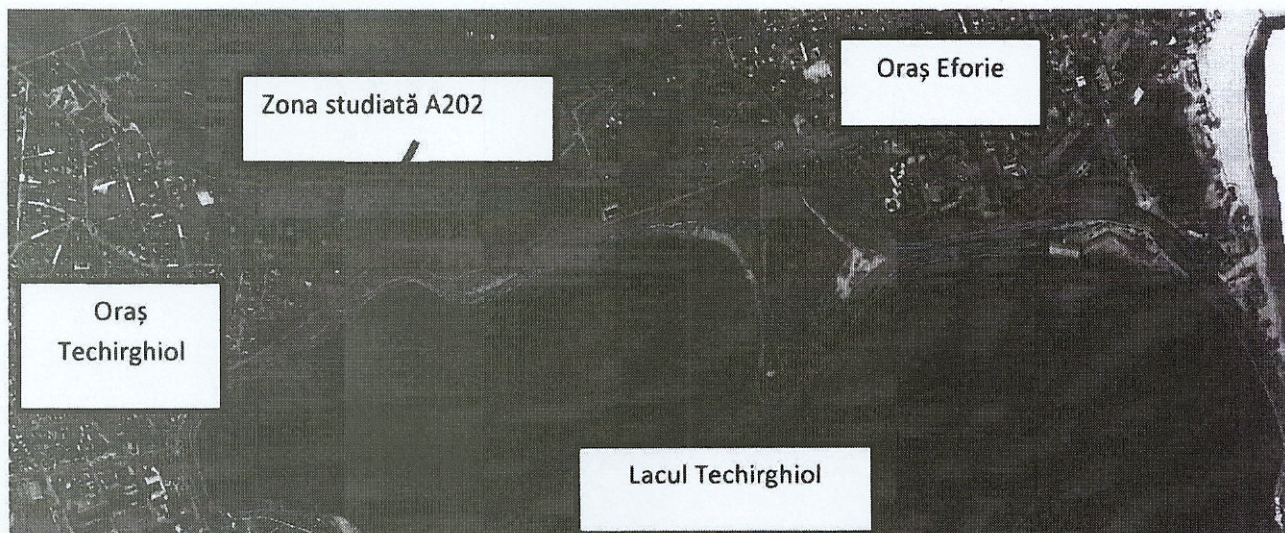 Oraș Eforie
Zona studiată A202
Oraș
Techirghiol
Lacul Techirghiol